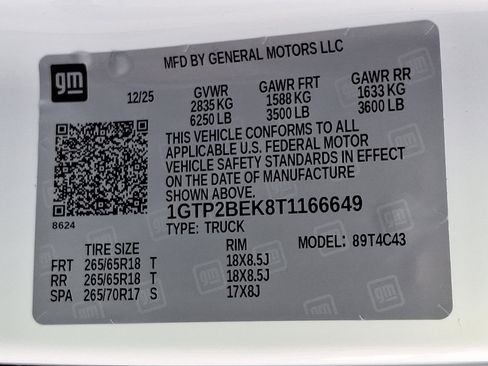 gm
MFD BY GENERAL MOTORS LLC
12/25 GVWR GAWR FRT GAWR RR
2835 KG 1588 KG 1633 KG
6250 LB 3500 LB 3600 LB
THIS VEHICLE CONFORMS TO ALL
APPLICABLE U.S. FEDERAL MOTOR
VEHICLE SAFETY STANDARDS IN EFFECT
ON THE DATE OF MANUFACTURE
SHOWN ABOVE.
8624
1GTP2BEK8T1166649
TYPE: TRUCK MODEL: 89T4C43
TIRE SIZE RIM
FRT 265/65R18 T 18X8.5J
RR 265/65R18 T 18X8.5J
SPA 265/70R17 S 17X8J